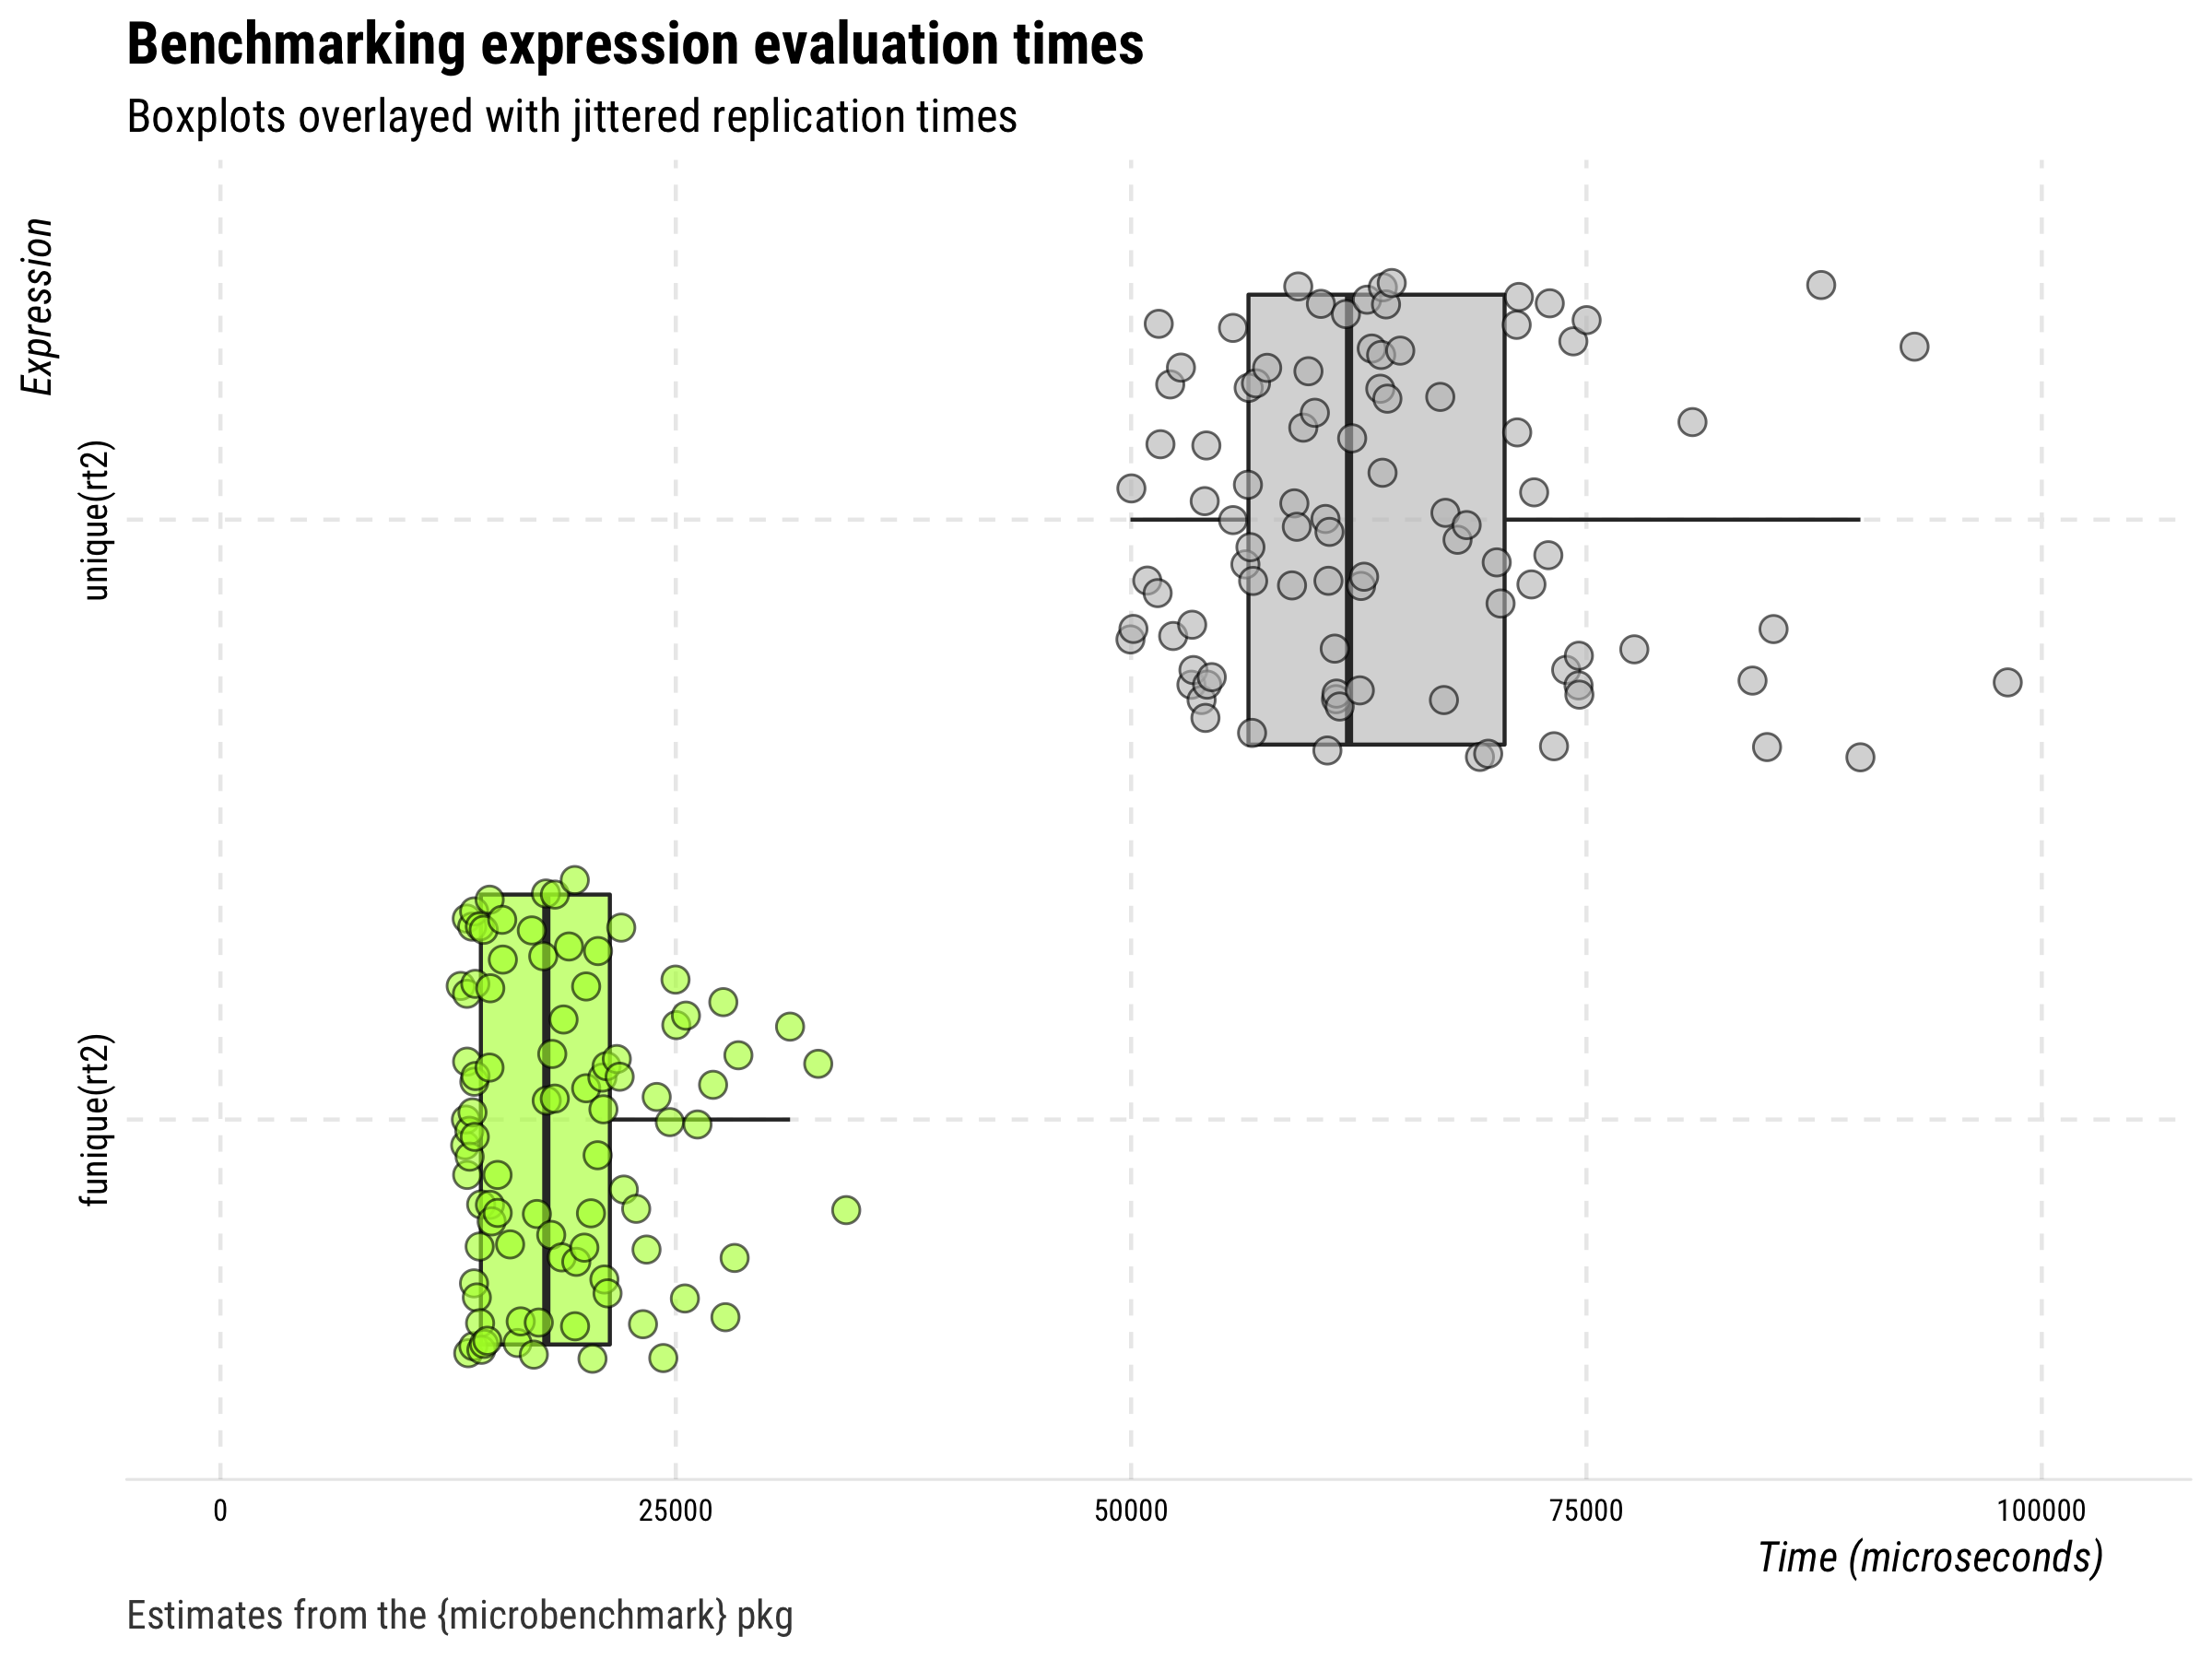 Benchmarking expression evaluation times
Boxplots overlayed with jittered replication times
Expression
unique(rt2)
funique(rt2)
0 25000 50000 75000 100000
Time (microseconds)
Estimates from the {microbenchmark} pkg